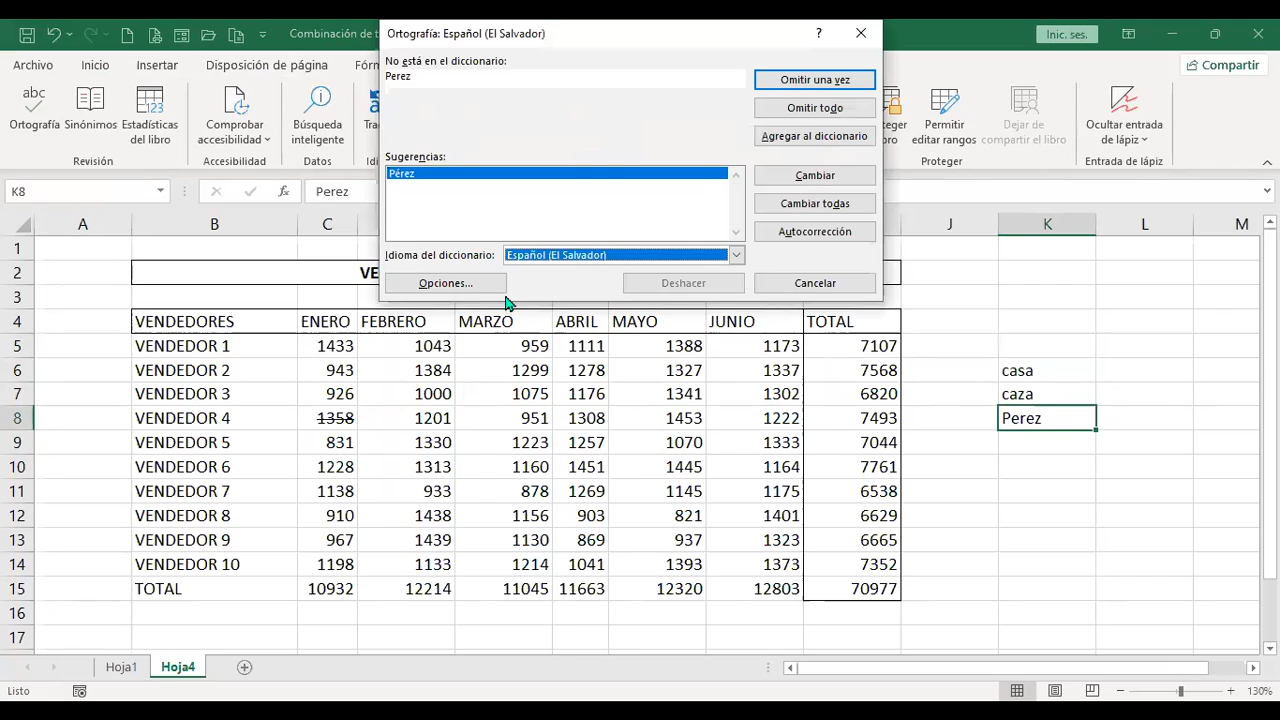 Combinación de t
Ortografía: Español (El Salvador)
?
Inic. ses.
Archivo Inicio Insertar Disposición de página Fórm
Compartir
No está en el diccionario:
Perez
Omitir una vez
Omitir todo
Agregar al diccionario
Sugerencias:
Pérez
Cambiar
Cambiar todas
Autocorrección
Idioma del diccionario: Español (El Salvador)
Opciones... Deshacer Cancelar
abc
Ortografía Sinónimos Estadísticas del libro
Revisión
Comprobar accesibilidad
Accesibilidad
Búsqueda inteligente
Datos
Trad
Idi
teger
Permitir editar rangos
Dejar de compartir el libro
Proteger
Ocultar entrada de lápiz
Entrada de lápiz
K8 fx Perez
A B C J K L M
1
2 VE
3
4 VENDEDORES ENERO FEBRERO MARZO ABRIL MAYO JUNIO TOTAL
5 VENDEDOR 1 1433 1043 959 1111 1388 1173 7107
6 VENDEDOR 2 943 1384 1299 1278 1327 1337 7568 casa
7 VENDEDOR 3 926 1000 1075 1176 1341 1302 6820 caza
8 VENDEDOR 4 1358 1201 951 1308 1453 1222 7493 Perez
9 VENDEDOR 5 831 1330 1223 1257 1070 1333 7044
10 VENDEDOR 6 1228 1313 1160 1451 1445 1164 7761
11 VENDEDOR 7 1138 933 878 1269 1145 1175 6538
12 VENDEDOR 8 910 1438 1156 903 821 1401 6629
13 VENDEDOR 9 967 1439 1130 869 937 1323 6665
14 VENDEDOR 10 1198 1133 1214 1041 1393 1373 7352
15 TOTAL 10932 12214 11045 11663 12320 12803 70977
16
17
Hoja1 Hoja4
Listo 130%